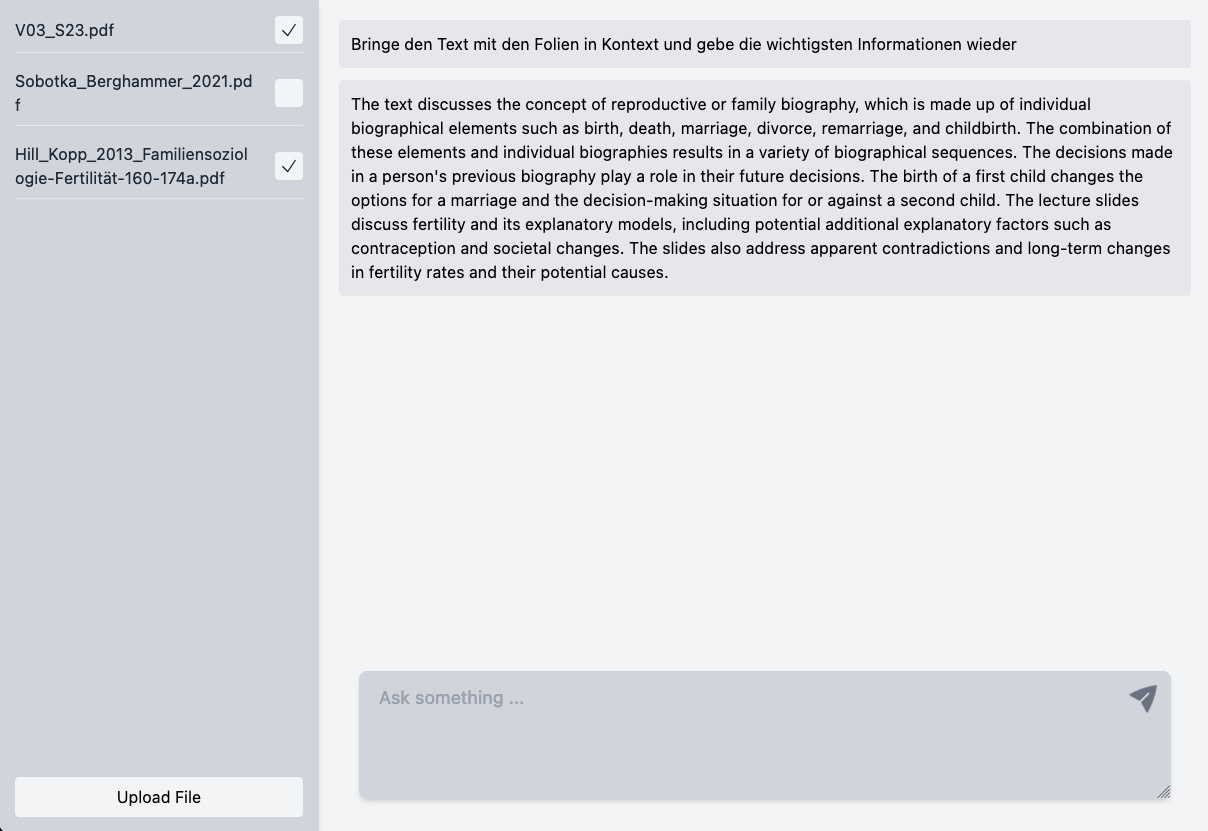 V03_S23.pdf
Sobotka_Berghammer_2021.pd
f
Hill_Kopp_2013_Familiensoziol
ogie-Fertilität-160-174a.pdf
Upload File
Bringe den Text mit den Folien in Kontext und gebe die wichtigsten Informationen wieder
The text discusses the concept of reproductive or family biography, which is made up of individual
biographical elements such as birth, death, marriage, divorce, remarriage, and childbirth. The combination of
these elements and individual biographies results in a variety of biographical sequences. The decisions made
in a person's previous biography play a role in their future decisions. The birth of a first child changes the
options for a marriage and the decision-making situation for or against a second child. The lecture slides
discuss fertility and its explanatory models, including potential additional explanatory factors such as
contraception and societal changes. The slides also address apparent contradictions and long-term changes
in fertility rates and their potential causes.
Ask something ...